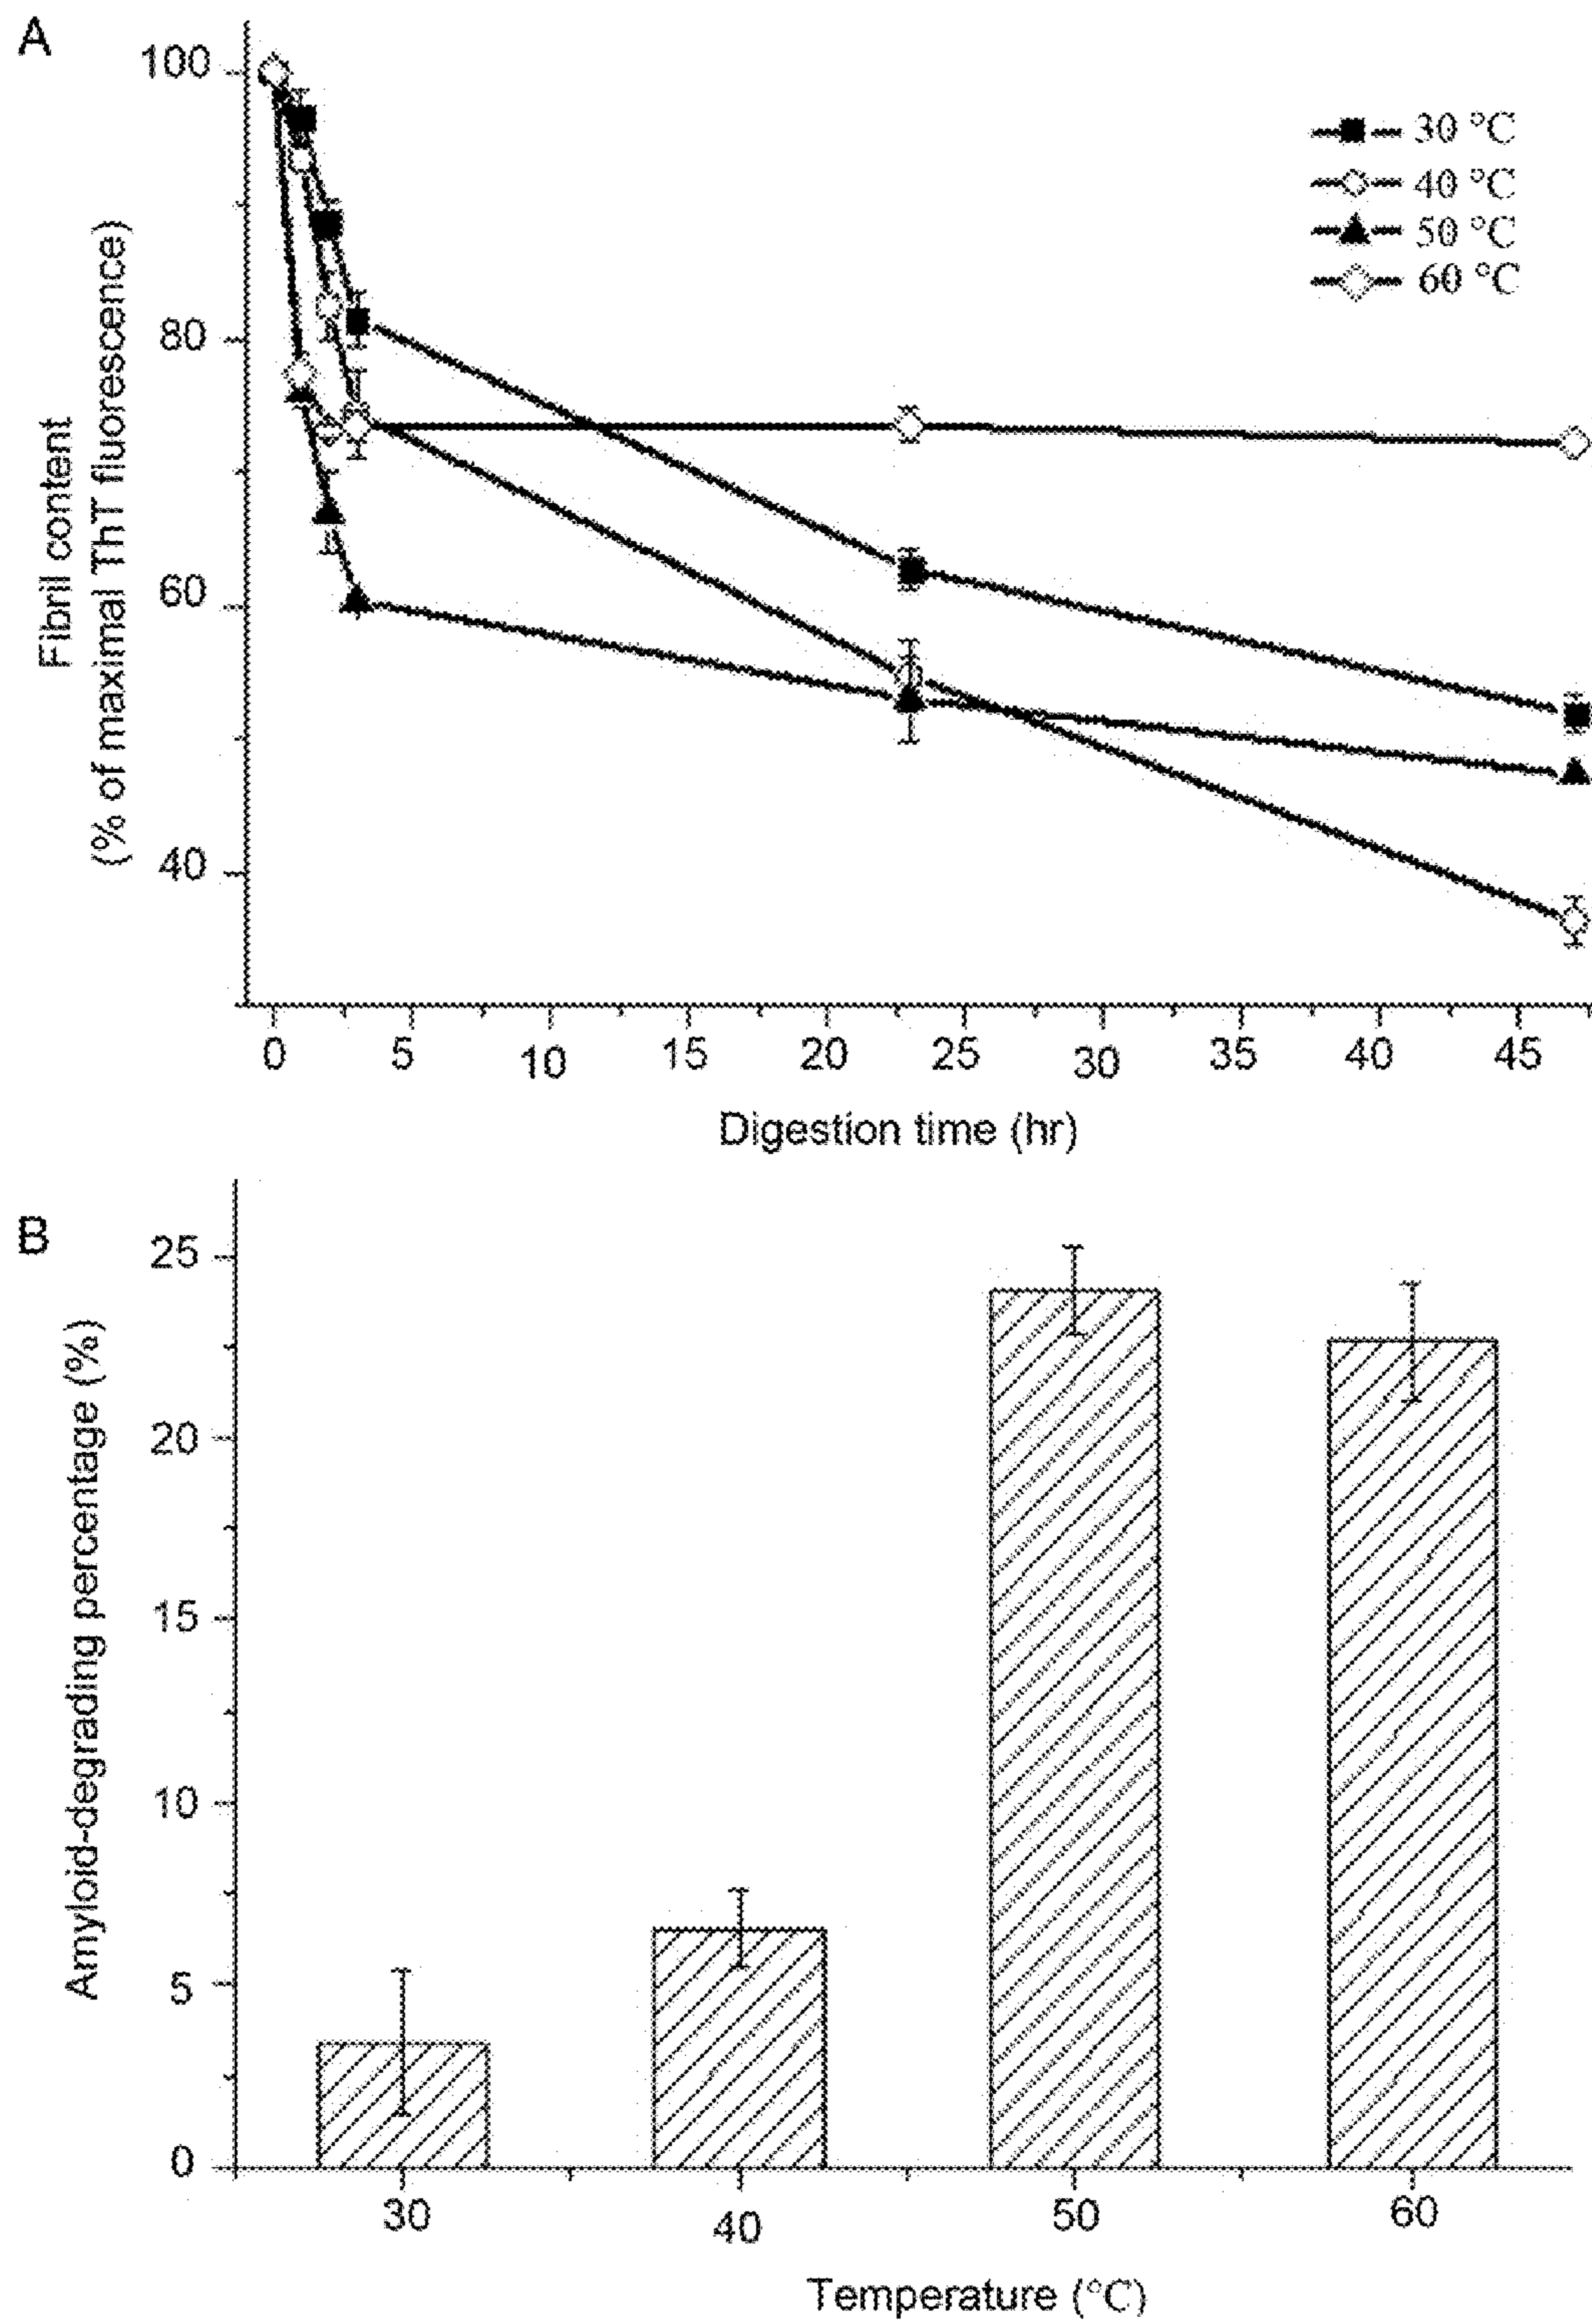 A
100
80
60
40
Fibril content
(% of maximal ThT fluorescence)
30 °C
40 °C
50 °C
60 °C
0 5 10 15 20 25 30 35 40 45
Digestion time (hr)
B
25
20
15
10
5
0
Amyloid-degrading percentage (%)
30 40 50 60
Temperature (°C)